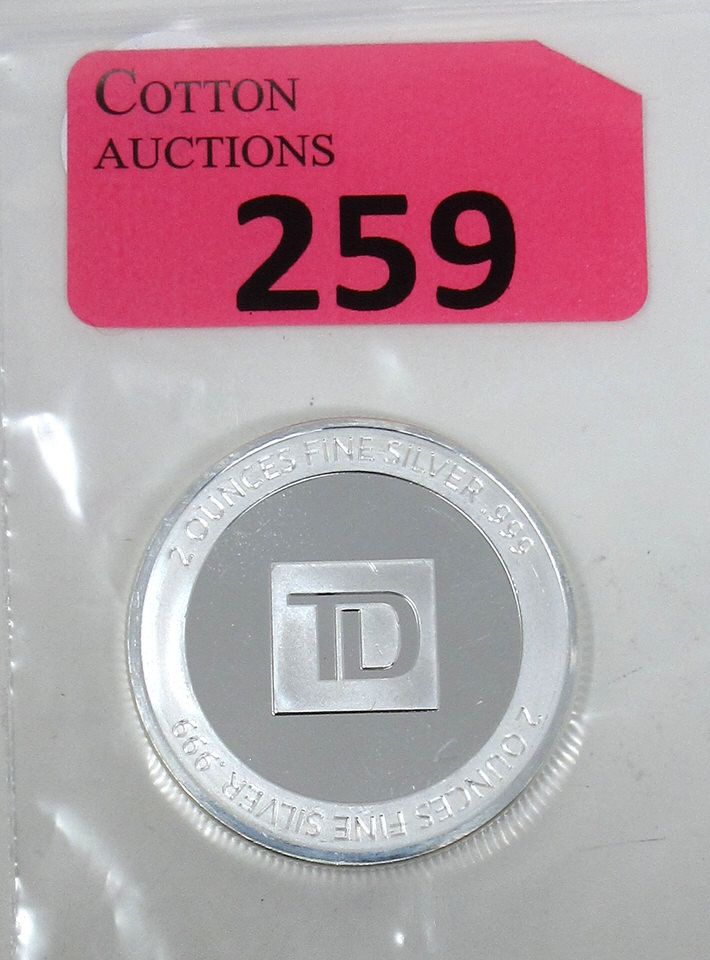 COTTON
AUCTIONS
259
2 OUNCES FINE SILVER .999
TD
2 OUNCES FINE SILVER .999